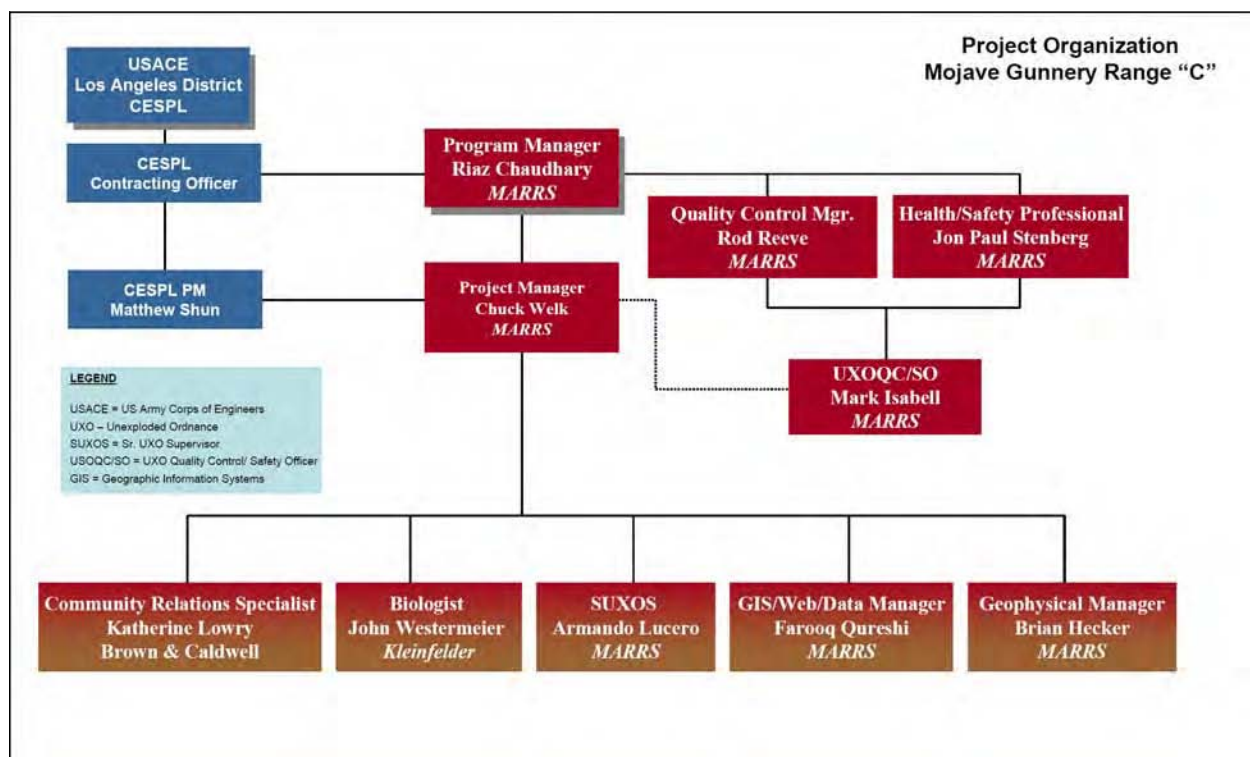 Project Organization
Mojave Gunnery Range “C”
USACE
Los Angeles District
CESPL
CESPL
Contracting Officer
Program Manager
Riaz Chaudhary
MARRS
Quality Control Mgr.
Rod Reeve
MARRS
Health/Safety Professional
Jon Paul Stenberg
MARRS
CESPL PM
Matthew Shun
Project Manager
Chuck Welk
MARRS
UXOQC/SO
Mark Isabell
MARRS
LEGEND
USACE = US Army Corps of Engineers
UXO – Unexploded Ordnance
SUXOS = Sr. UXO Supervisor
USOQC/SO = UXO Quality Control/ Safety Officer
GIS = Geographic Information Systems
Community Relations Specialist
Katherine Lowry
Brown & Caldwell
Biologist
John Westermeier
Kleinfelder
SUXOS
Armando Lucero
MARRS
GIS/Web/Data Manager
Farooq Qureshi
MARRS
Geophysical Manager
Brian Hecker
MARRS